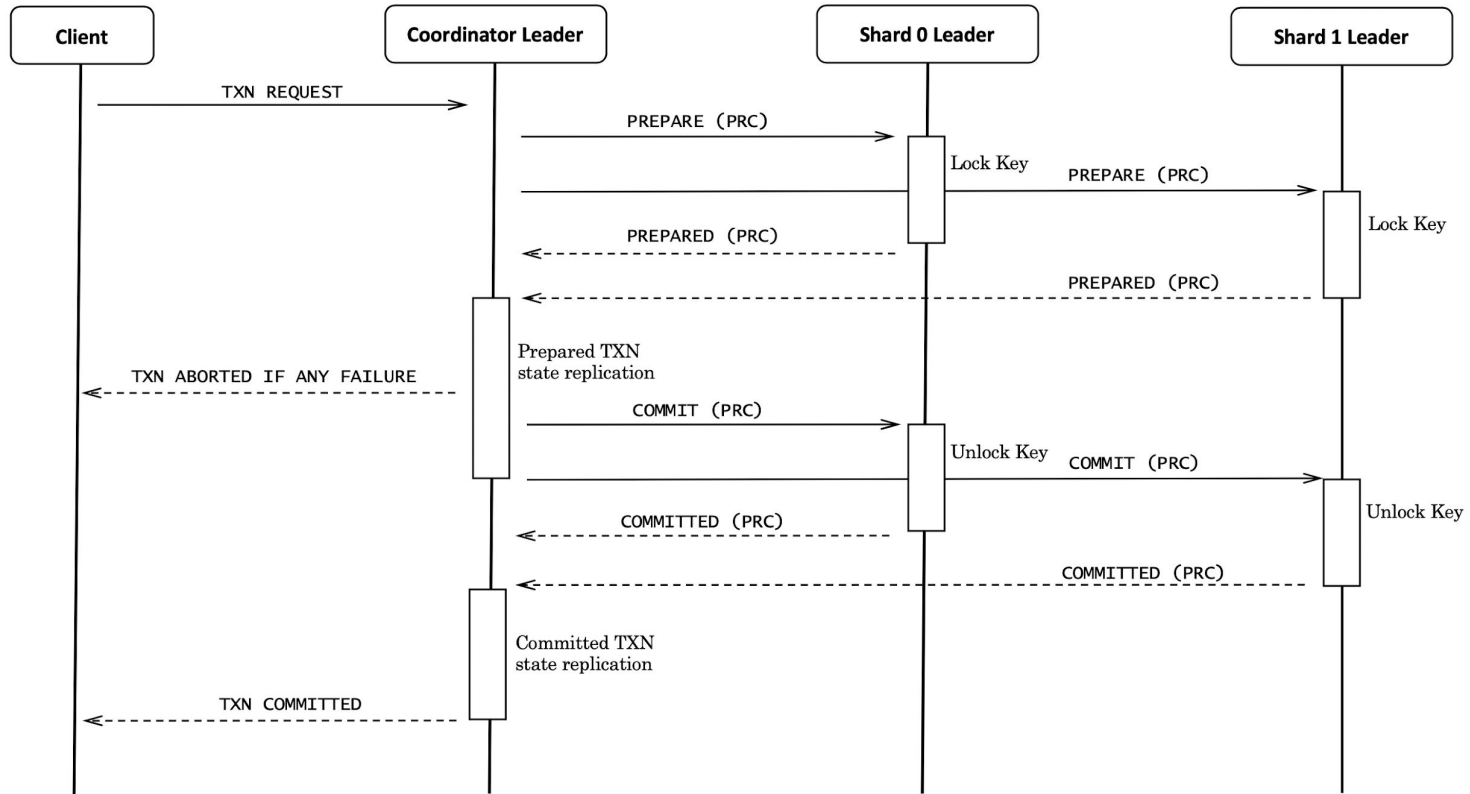 Client
Coordinator Leader
Shard 0 Leader
Shard 1 Leader
TXN REQUEST
PREPARE (PRC)
Lock Key
PREPARE (PRC)
Lock Key
PREPARED (PRC)
PREPARED (PRC)
Prepared TXN
state replication
TXN ABORTED IF ANY FAILURE
COMMIT (PRC)
Unlock Key
COMMIT (PRC)
Unlock Key
COMMITTED (PRC)
COMMITTED (PRC)
Committed TXN
state replication
TXN COMMITTED